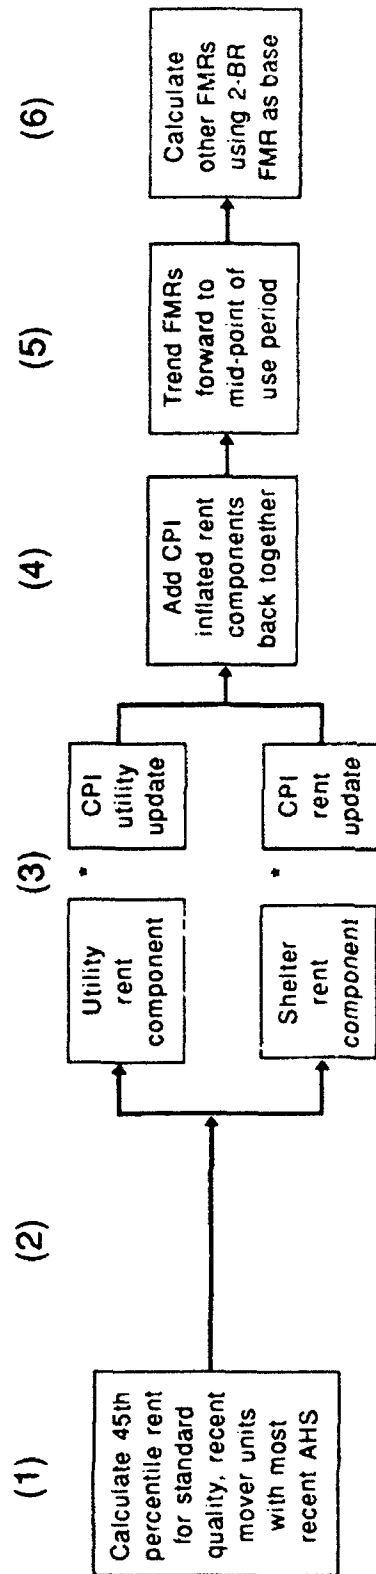 (1)
Calculate 45th
percentile rent
for standard
quality, recent
mover units
with most
recent AHS
(2)
(3)
Utility
rent
component
*
CPI
utility
update
Shelter
rent
component
*
CPI
rent
update
(4)
Add CPI
inflated rent
components
back together
(5)
Trend FMRs
forward to
mid-point of
use period
(6)
Calculate
other FMRs
using 2-BR
FMR as base